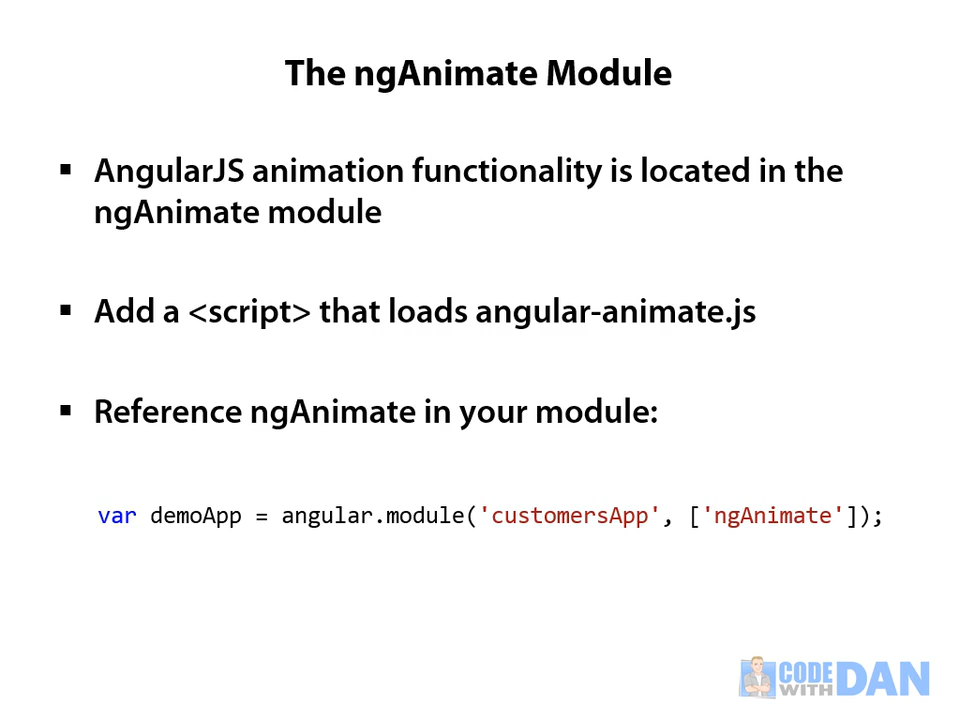 The ngAnimate Module
▪ AngularJS animation functionality is located in the
ngAnimate module
▪ Add a <script> that loads angular-animate.js
▪ Reference ngAnimate in your module:
var demoApp = angular.module('customersApp', ['ngAnimate']);
CODE
WITH DAN